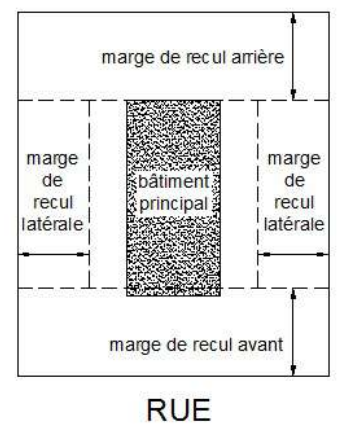 marge de recul arrière
marge
de
recul
latérale
bâtiment
principal
marge
de
recul
latérale
marge de recul avant
RUE